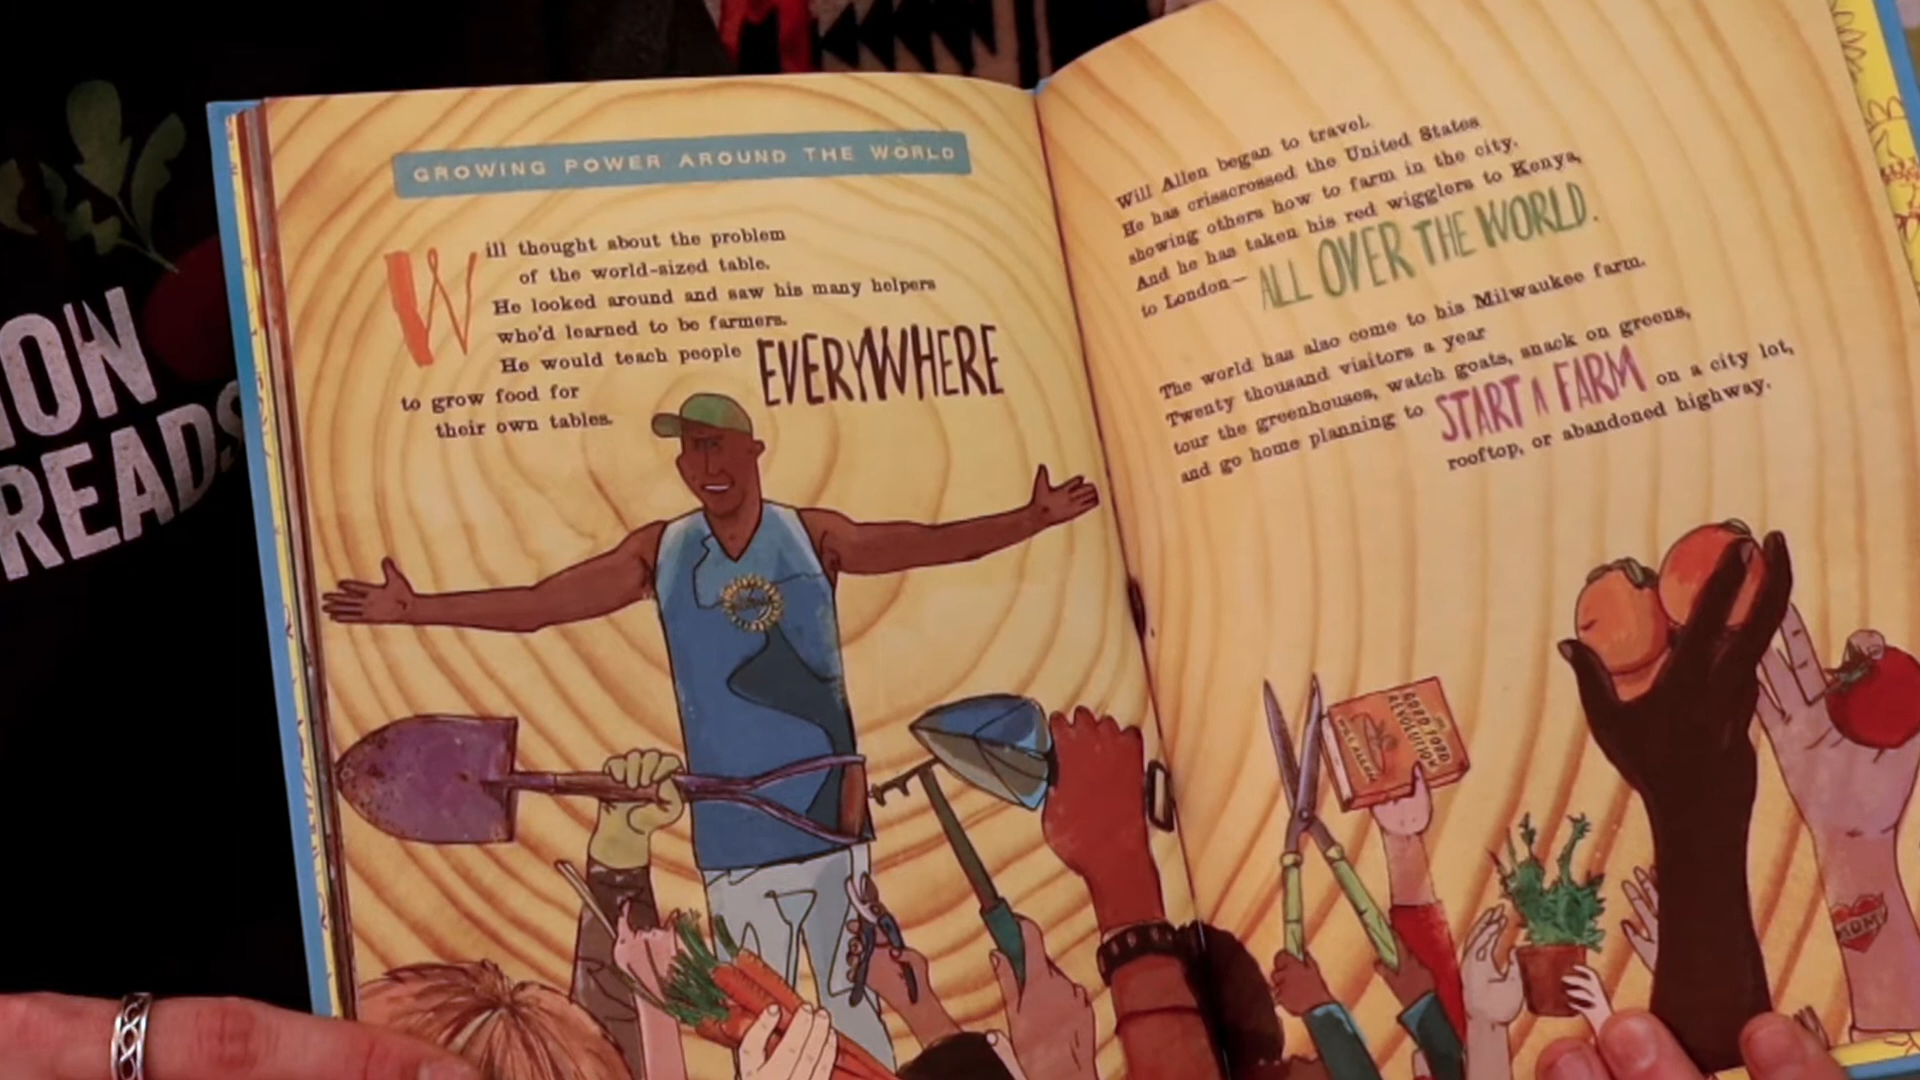 ION
READS
GROWING POWER AROUND THE WORLD
Will thought about the problem
of the world-sized table.
He looked around and saw his many helpers
who'd learned to be farmers.
He would teach people EVERYWHERE
to grow food for
their own tables.
Will Allen began to travel.
He has crisscrossed the United States
showing others how to farm in the city.
And he has taken his red wigglers to Kenya,
to London— ALL OVER THE WORLD.
The world has also come to his Milwaukee farm.
Twenty thousand visitors a year
tour the greenhouses, watch goats, snack on greens,
and go home planning to START A FARM on a city lot,
rooftop, or abandoned highway.
THE
GOOD FOOD
REVOLUTION
WILL ALLEN
MOM